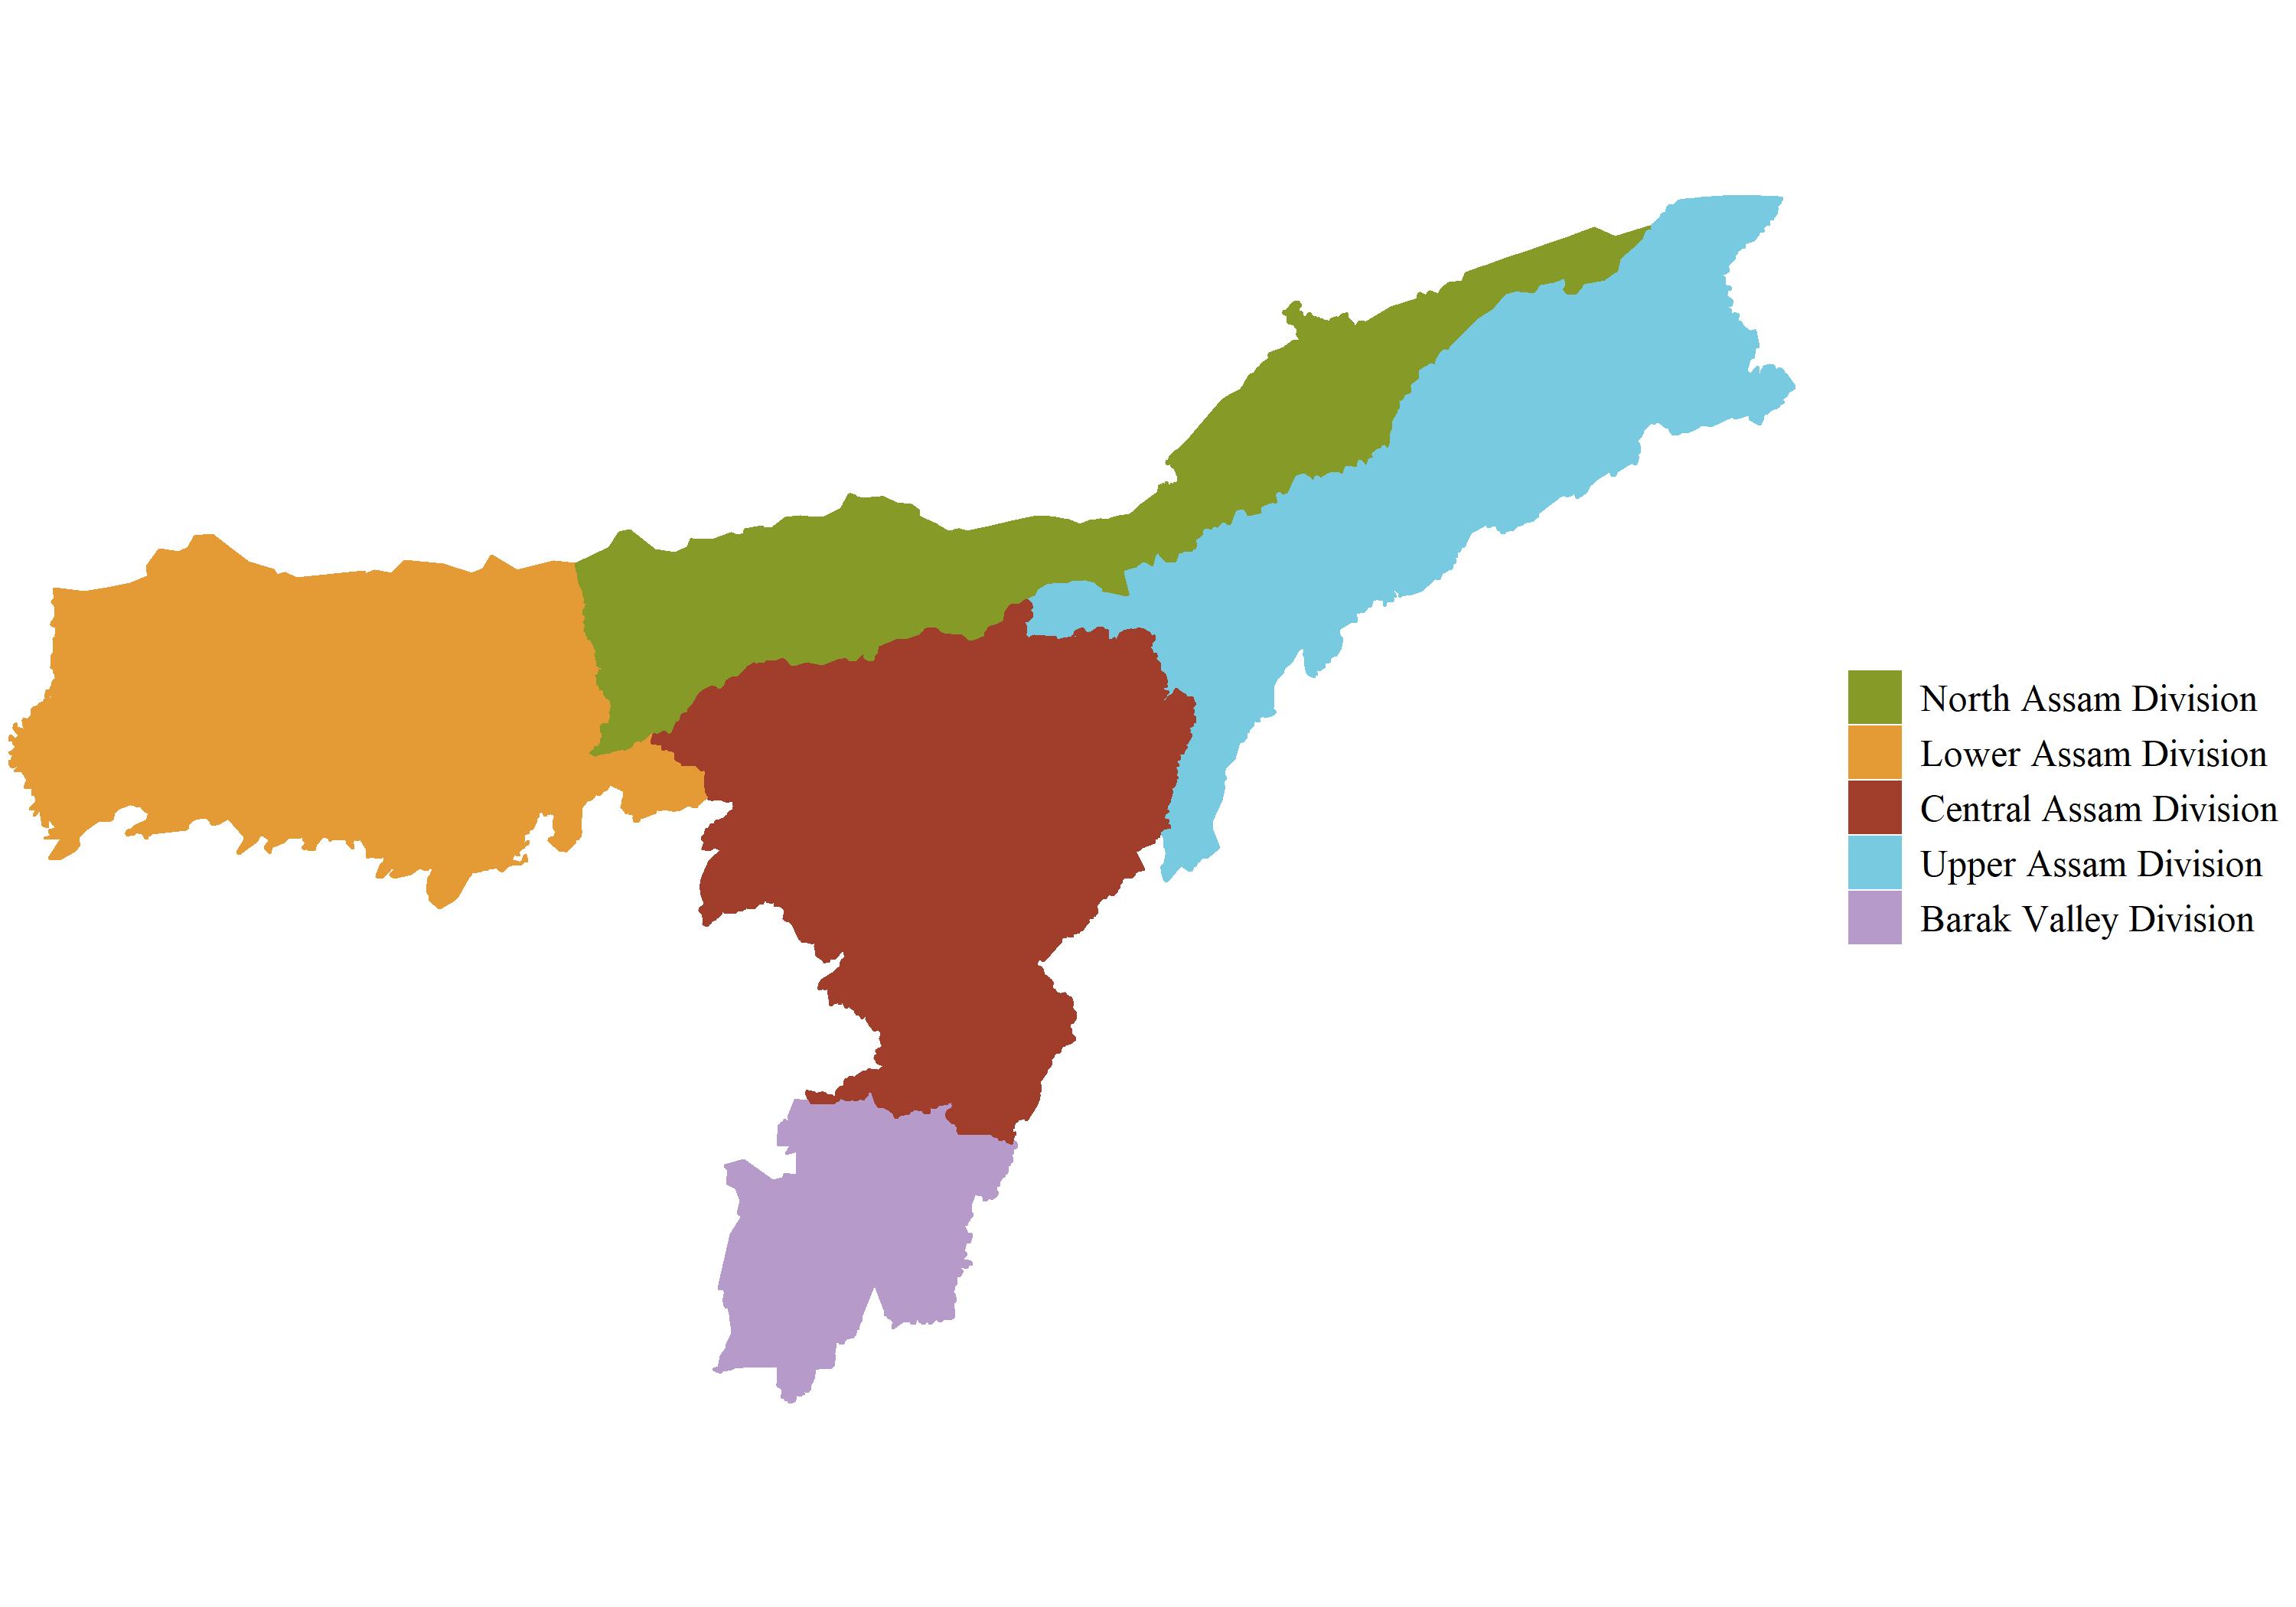 North Assam Division
Lower Assam Division
Central Assam Division
Upper Assam Division
Barak Valley Division